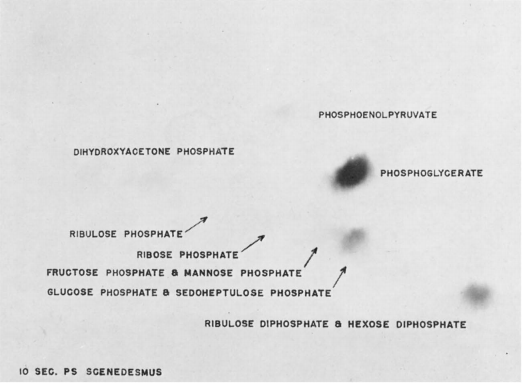 PHOSPHOENOLPYRUVATE
DIHYDROXYACETONE PHOSPHATE
PHOSPHOGLYCERATE
RIBULOSE PHOSPHATE
RIBOSE PHOSPHATE
FRUCTOSE PHOSPHATE & MANNOSE PHOSPHATE
GLUCOSE PHOSPHATE & SEDOHEPTULOSE PHOSPHATE
RIBULOSE DIPHOSPHATE & HEXOSE DIPHOSPHATE
10 SEC. PS SCENEDESMUS